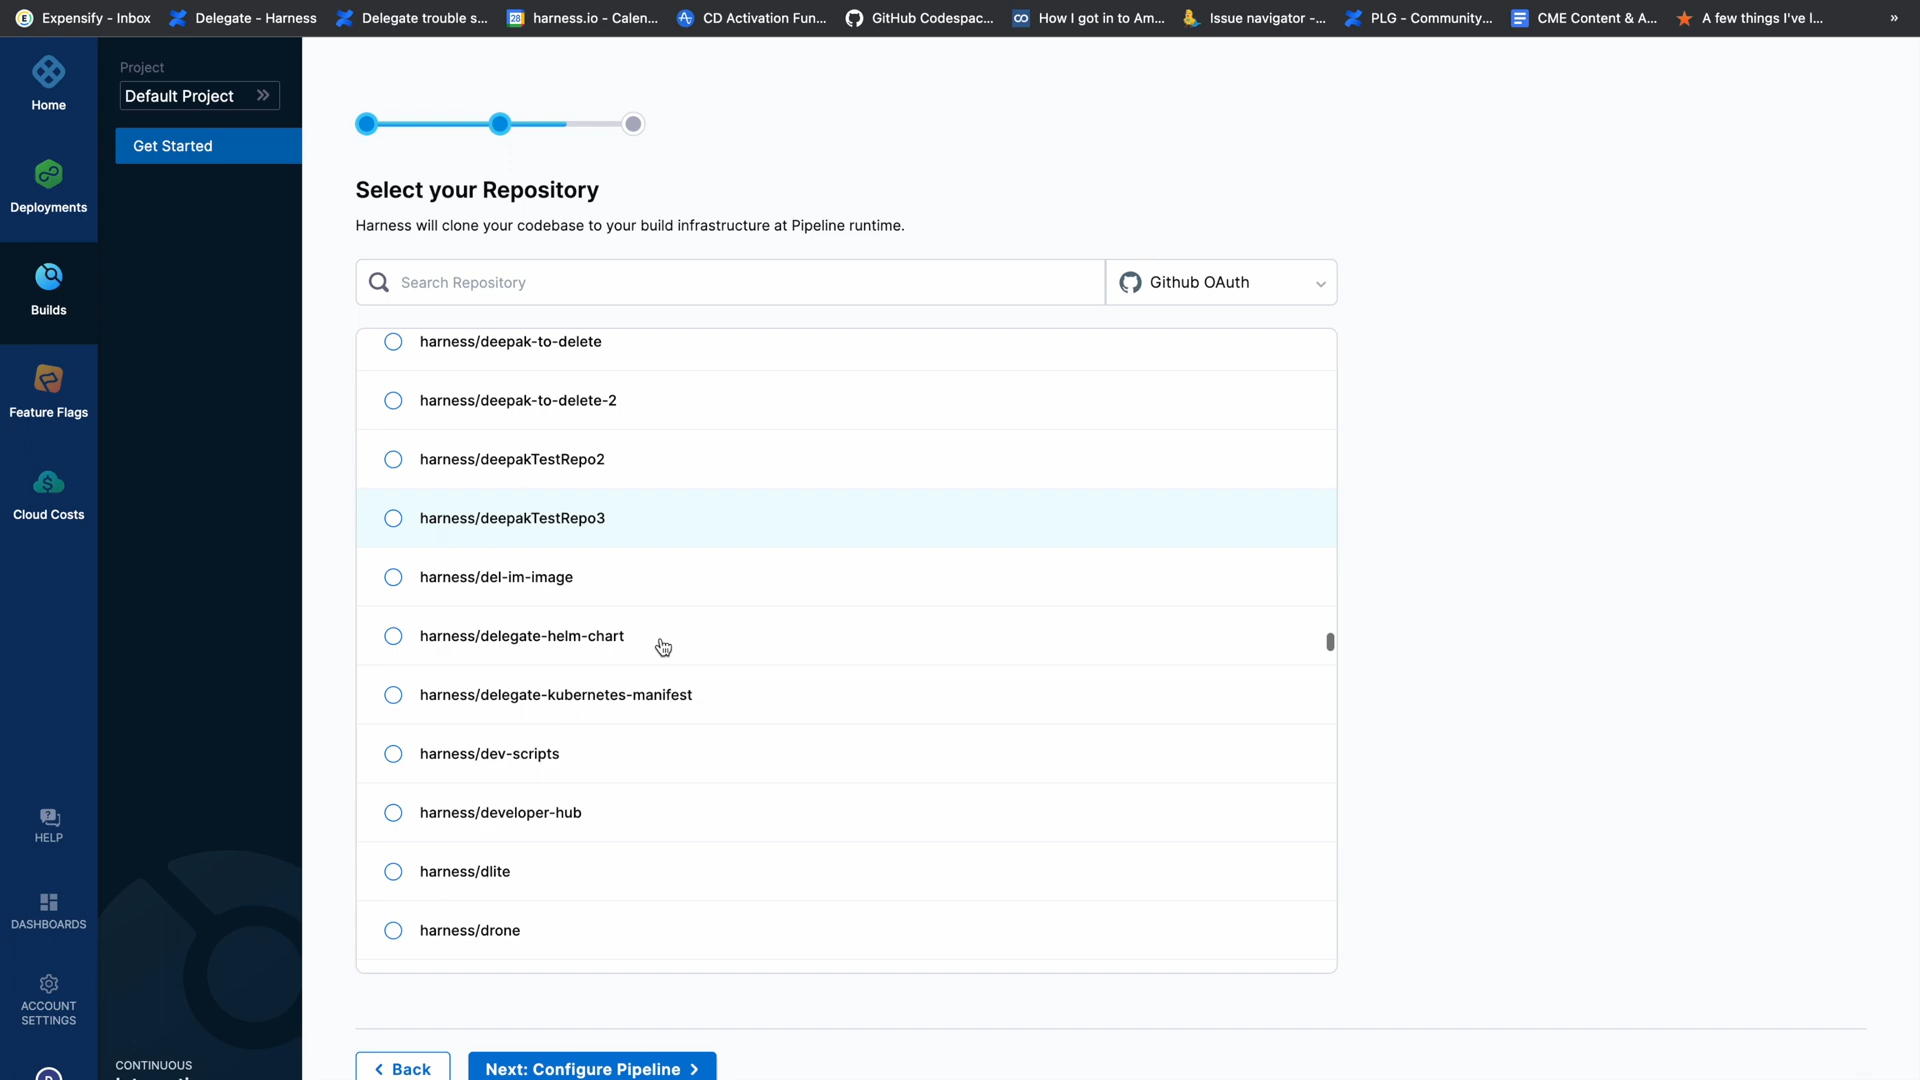 Expensify - Inbox
Delegate - Harness
Delegate trouble s...
harness.io - Calen...
CD Activation Fun...
GitHub Codespac...
How I got in to Am...
Issue navigator -...
PLG - Community...
CME Content & A...
A few things I've l...
»
Home
Deployments
Builds
Feature Flags
Cloud Costs
HELP
DASHBOARDS
ACCOUNT
SETTINGS
Project
Default Project
Get Started
CONTINUOUS
Select your Repository
Harness will clone your codebase to your build infrastructure at Pipeline runtime.
Search Repository
Github OAuth
harness/deepak-to-delete
harness/deepak-to-delete-2
harness/deepakTestRepo2
harness/deepakTestRepo3
harness/del-im-image
harness/delegate-helm-chart
harness/delegate-kubernetes-manifest
harness/dev-scripts
harness/developer-hub
harness/dlite
harness/drone
Back
Next: Configure Pipeline